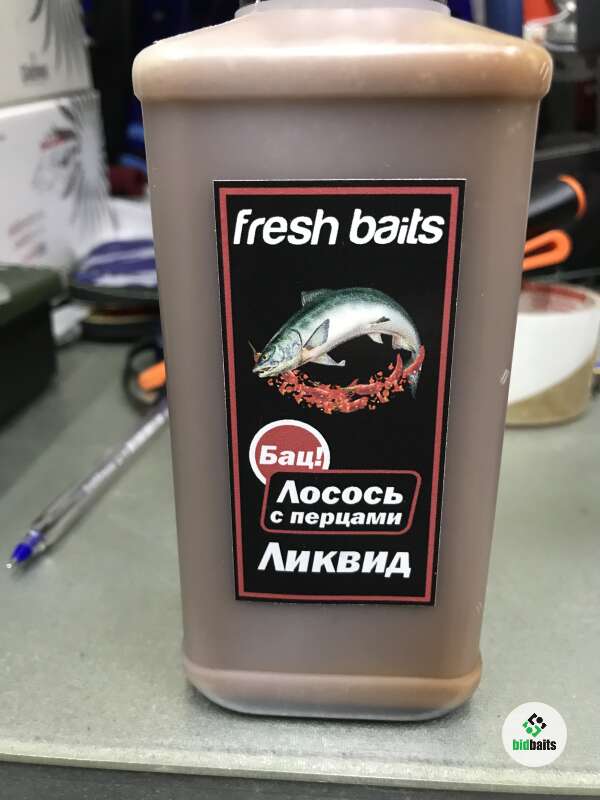 fresh baits
Бац!
Лосось
с перцами
Ликвид
bidbaits